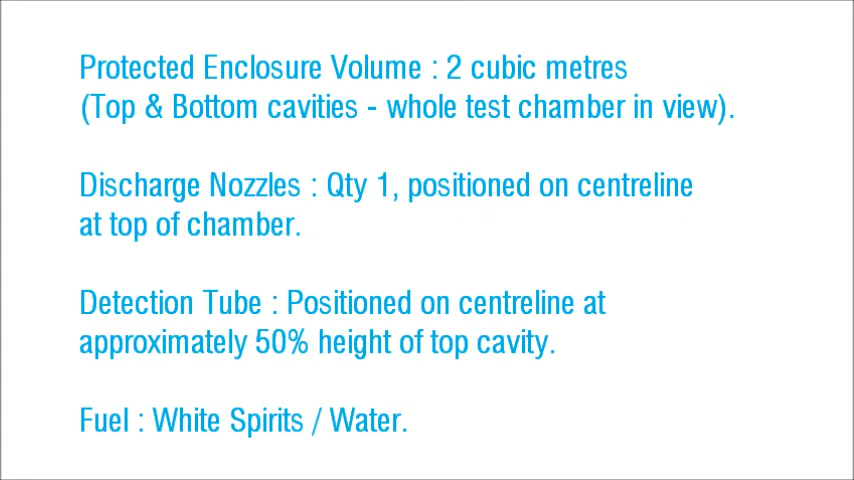 Protected Enclosure Volume : 2 cubic metres
(Top & Bottom cavities - whole test chamber in view).
Discharge Nozzles : Qty 1, positioned on centreline
at top of chamber.
Detection Tube : Positioned on centreline at
approximately 50% height of top cavity.
Fuel : White Spirits / Water.